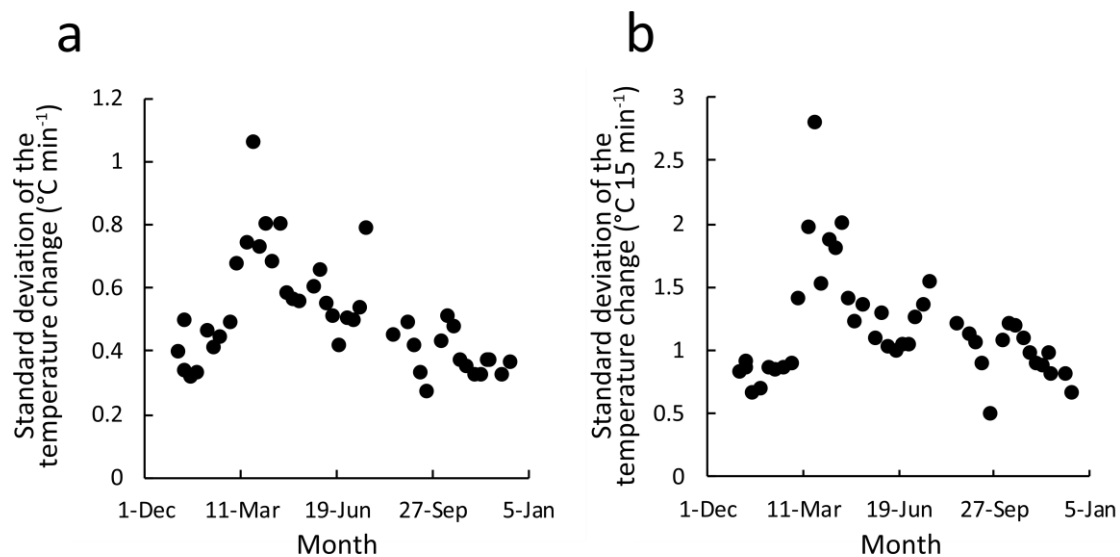 a
Standard deviation of the
temperature change (°C min⁻¹)
1.2
1
0.8
0.6
0.4
0.2
0
1-Dec 11-Mar 19-Jun 27-Sep 5-Jan
Month
b
Standard deviation of the
temperature change (°C 15 min⁻¹)
3
2.5
2
1.5
1
0.5
0
1-Dec 11-Mar 19-Jun 27-Sep 5-Jan
Month